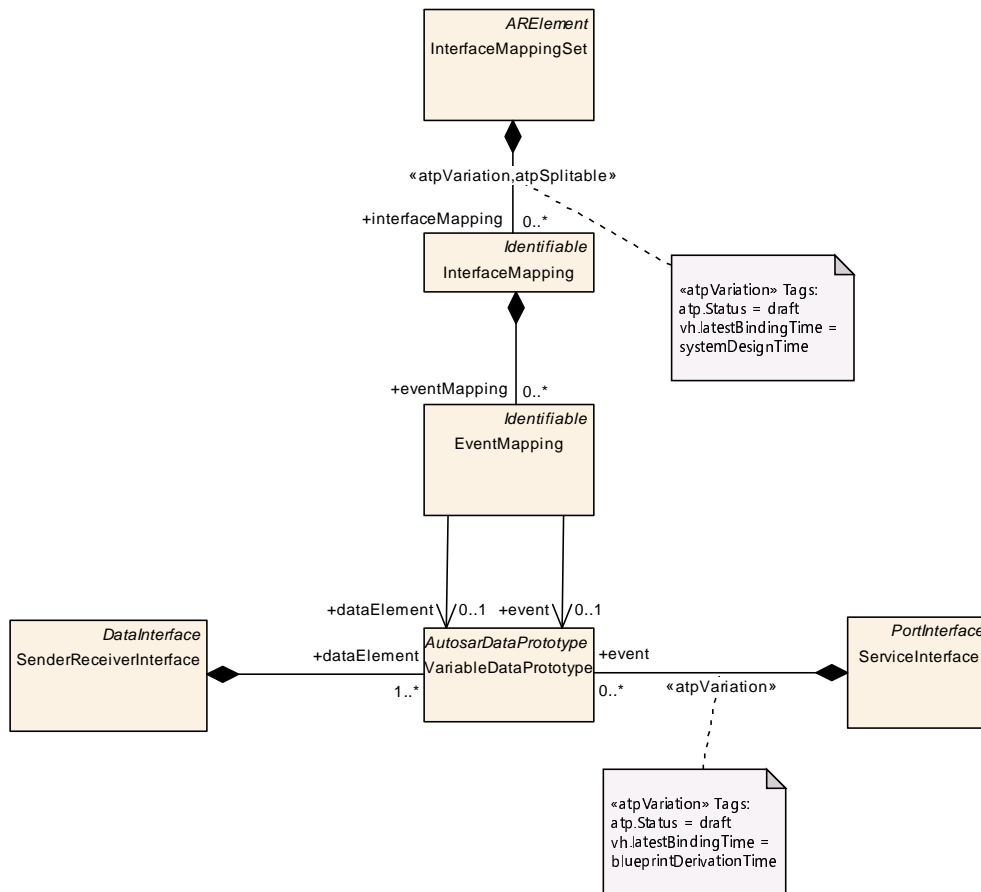 ARElement
InterfaceMappingSet
«atpVariation,atpSplitable»
+interfaceMapping
0..*
Identifiable
InterfaceMapping
«atpVariation» Tags:
atp.Status = draft
vh.latestBindingTime =
systemDesignTime
+eventMapping
0..*
Identifiable
EventMapping
+dataElement
0..1
+event
0..1
DataInterface
SenderReceiverInterface
+dataElement
1..*
AutosarDataPrototype
VariableDataPrototype
+event
0..*
«atpVariation»
PortInterface
ServiceInterface
«atpVariation» Tags:
atp.Status = draft
vh.latestBindingTime =
blueprintDerivationTime